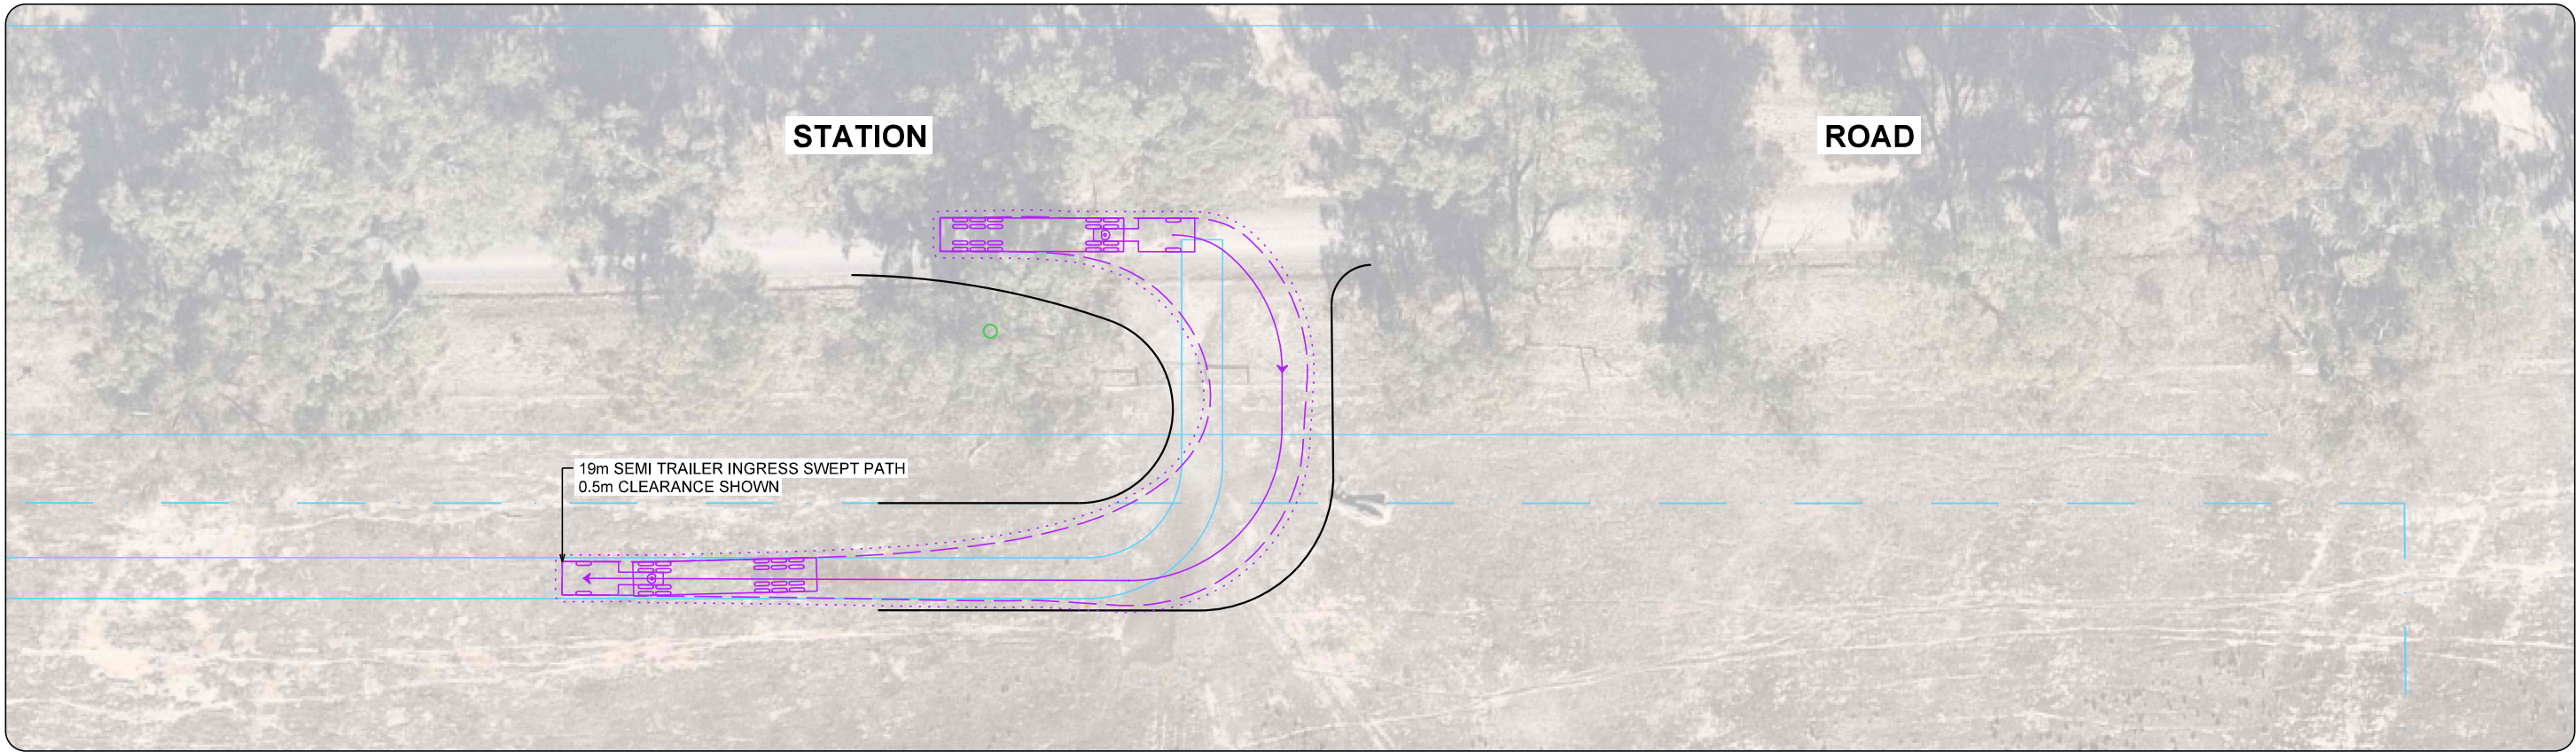 STATION
ROAD
19m SEMI TRAILER INGRESS SWEPT PATH
0.5m CLEARANCE SHOWN